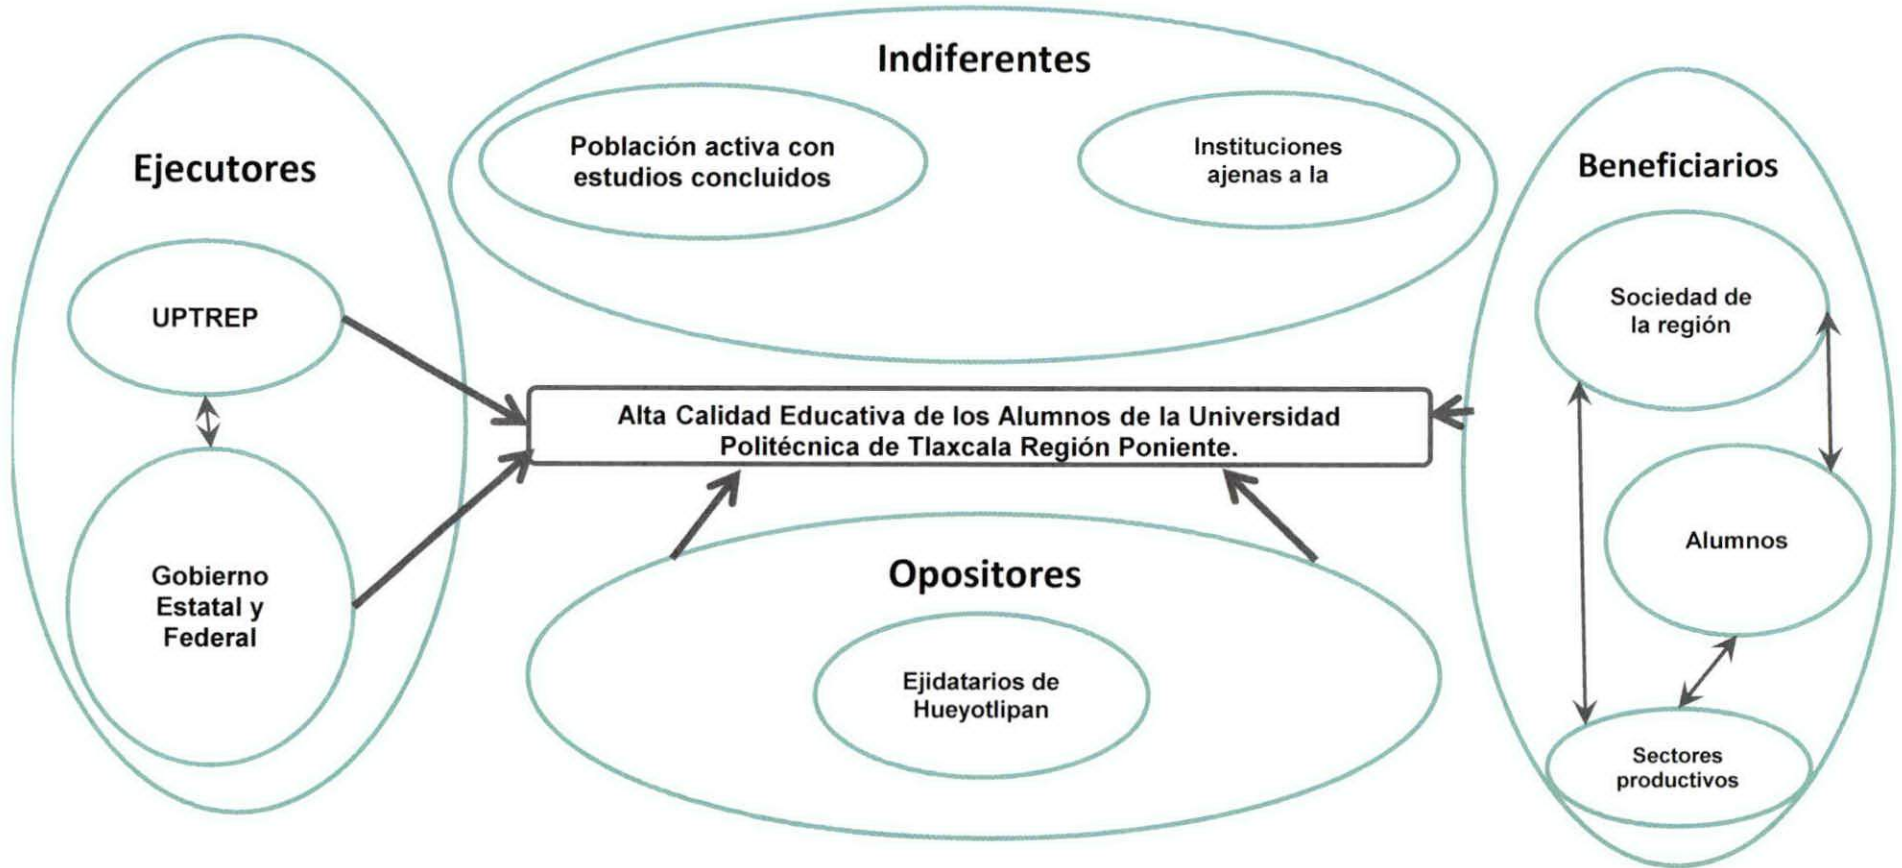 Indiferentes
Población activa con
estudios concluidos
Instituciones
ajenas a la
Ejecutores
UPTREP
Gobierno
Estatal y
Federal
Alta Calidad Educativa de los Alumnos de la Universidad
Politécnica de Tlaxcala Región Poniente.
Opositores
Ejidatarios de
Hueyotlipan
Beneficiarios
Sociedad de
la región
Alumnos
Sectores
productivos